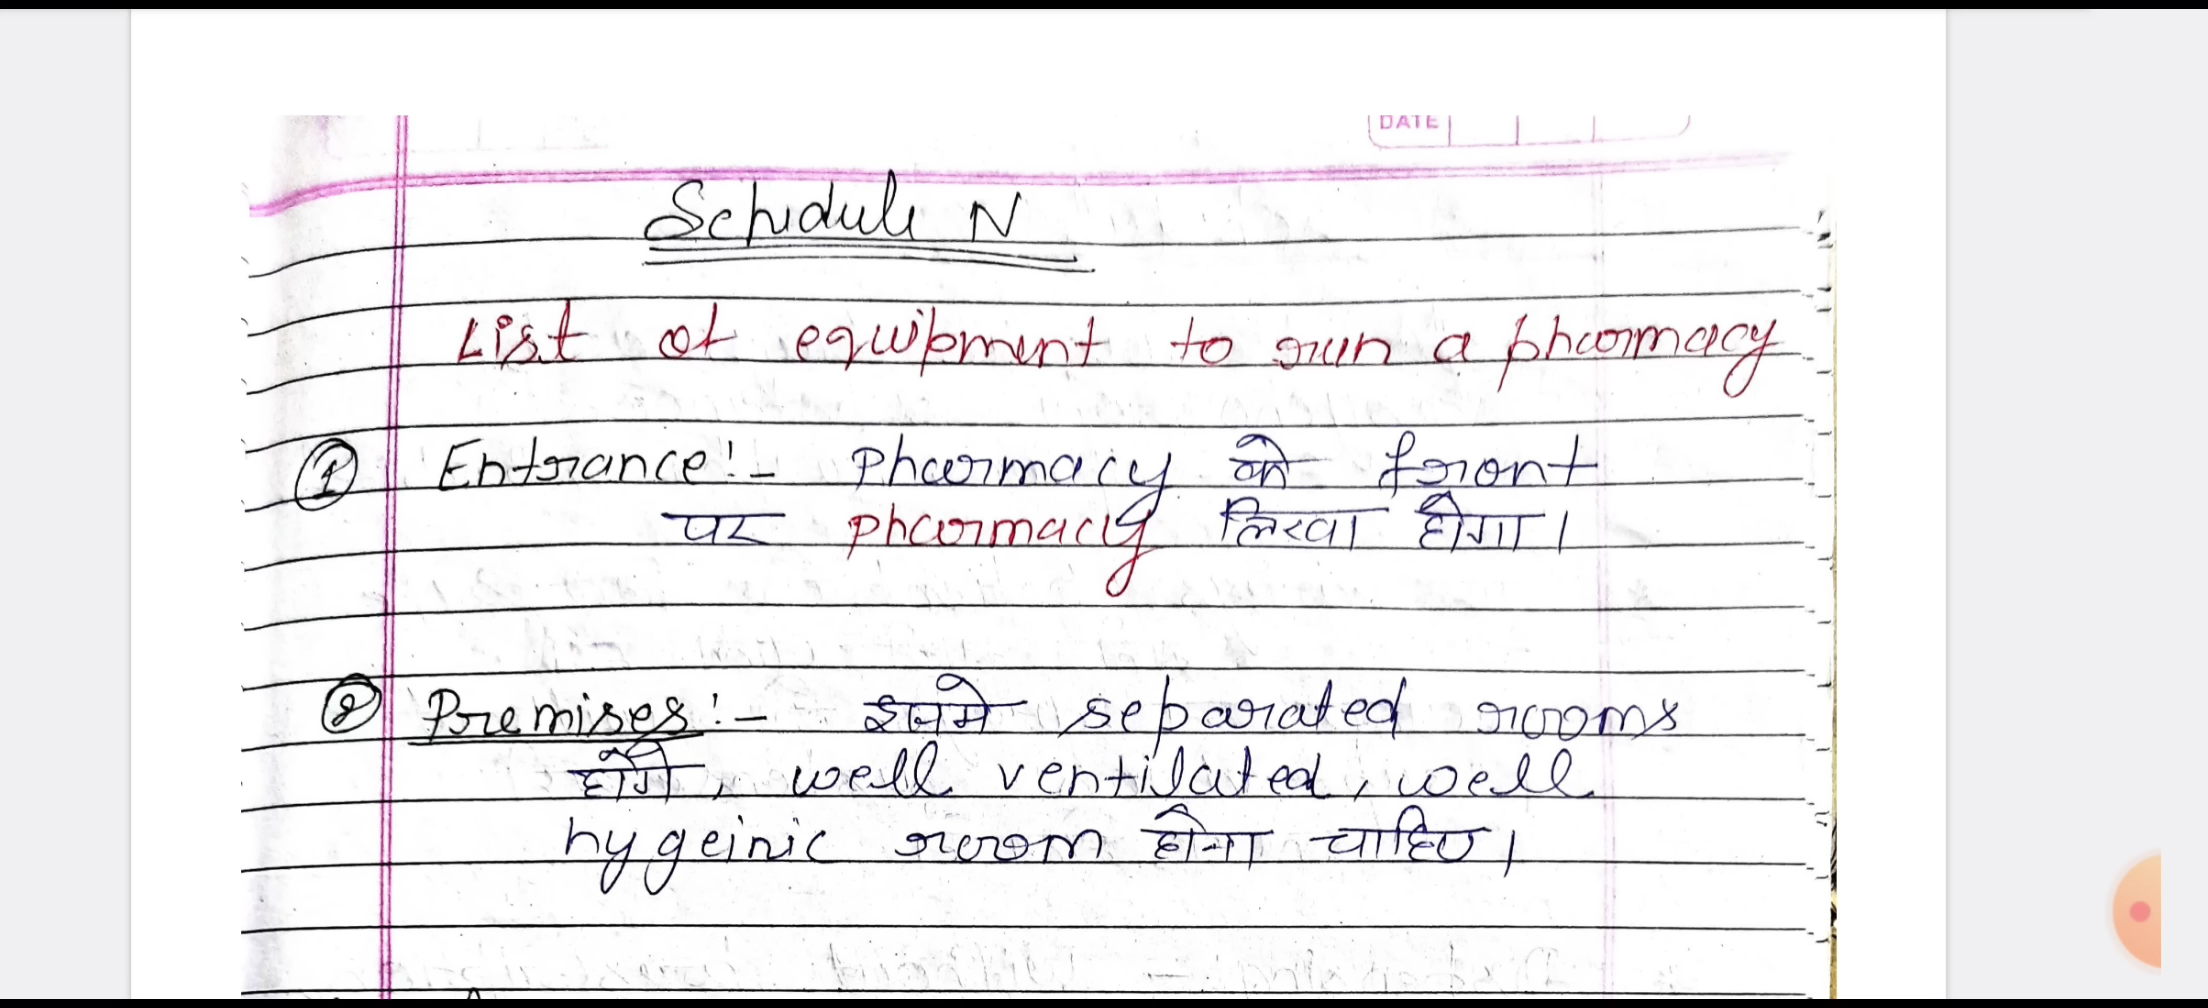 DATE
Schedule N
List of equipment to run a pharmacy
① Entrance:- Pharmacy के front
पर pharmacy लिखा होगा।
② Premises:- इसमे separated rooms
होगे, well ventilated, well
hygeinic room होना चाहिए।